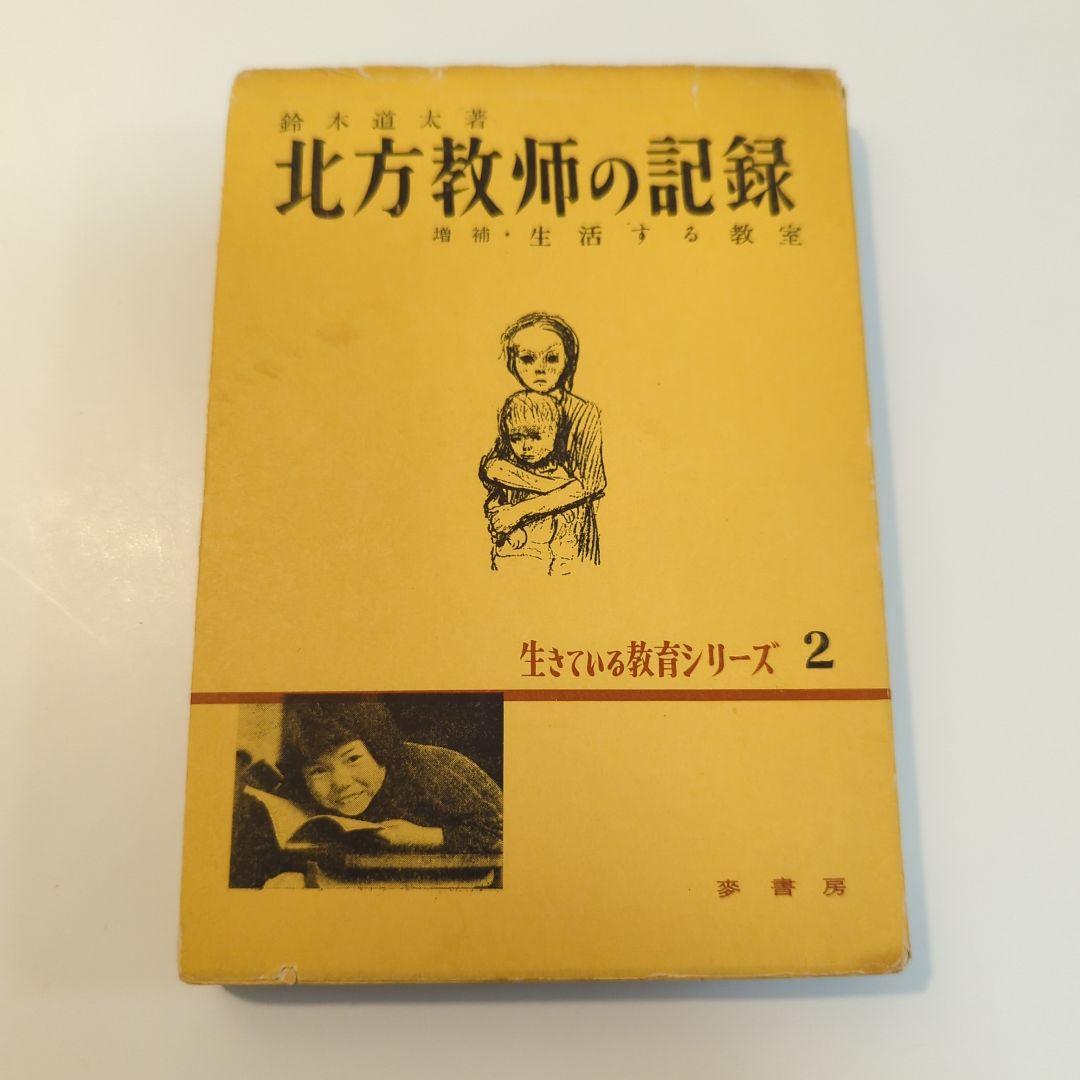 鈴木道太著
北方教师の記録
増補・生活する教室
生きている教育シリーズ 2
麥書房